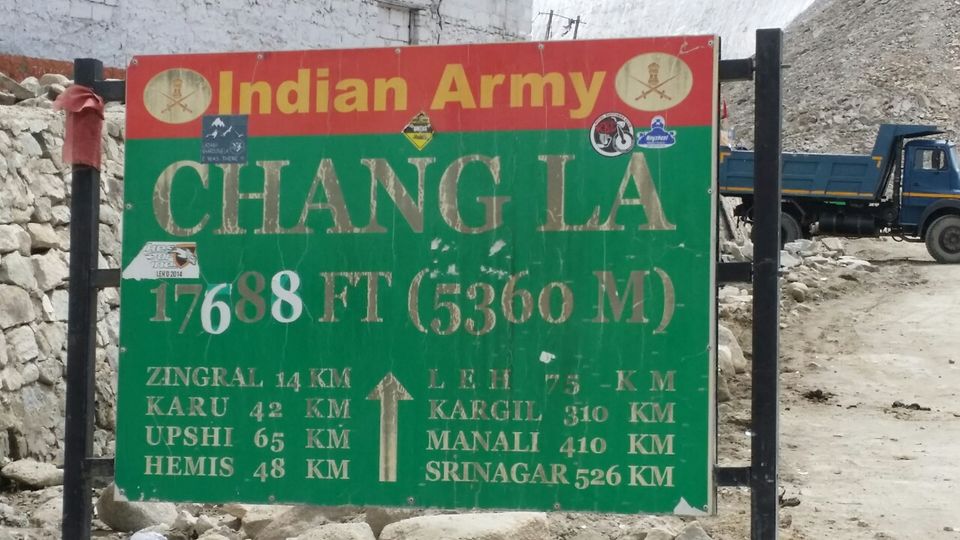 Indian Army
CHANG LA
17688 FT (5360 M)
ZINGRAL 14 KM
KARU 42 KM
UPSHI 65 KM
HEMIS 48 KM
LEH 75 KM
KARGIL 310 KM
MANALI 410 KM
SRINAGAR 526 KM